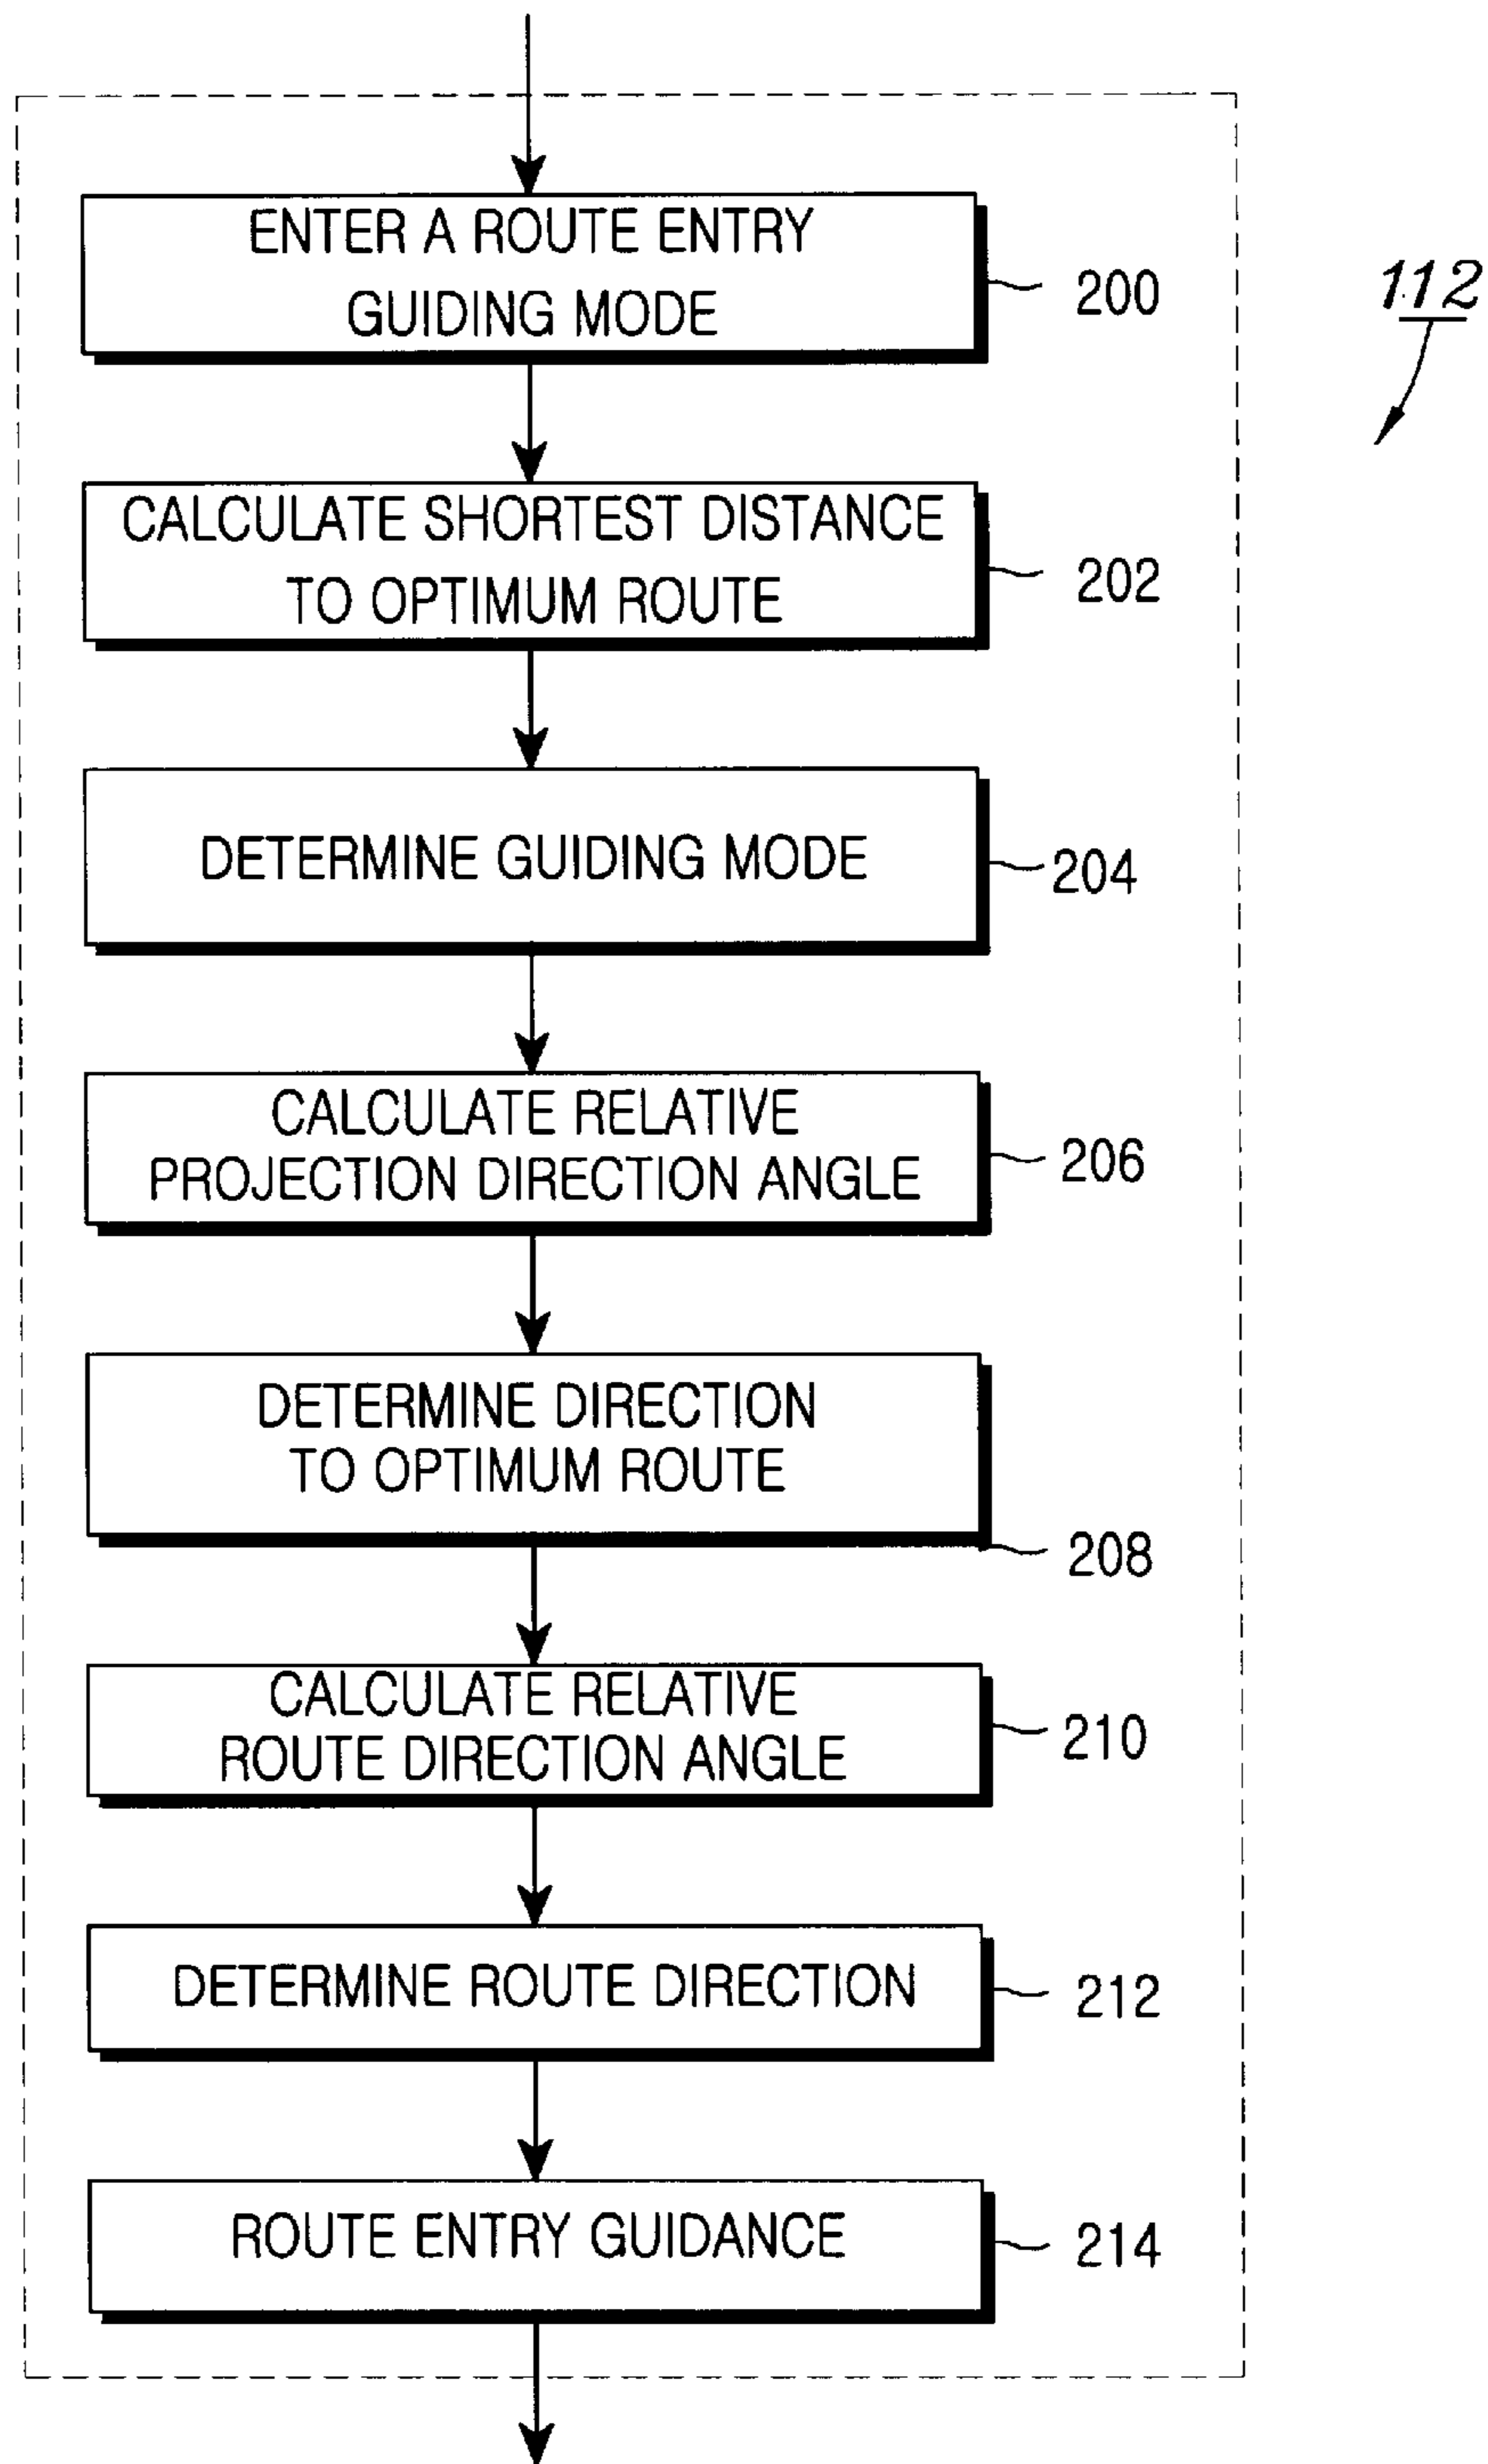 ENTER A ROUTE ENTRY
GUIDING MODE
200
112
CALCULATE SHORTEST DISTANCE
TO OPTIMUM ROUTE
202
DETERMINE GUIDING MODE
204
CALCULATE RELATIVE
PROJECTION DIRECTION ANGLE
206
DETERMINE DIRECTION
TO OPTIMUM ROUTE
208
CALCULATE RELATIVE
ROUTE DIRECTION ANGLE
210
DETERMINE ROUTE DIRECTION
212
ROUTE ENTRY GUIDANCE
214